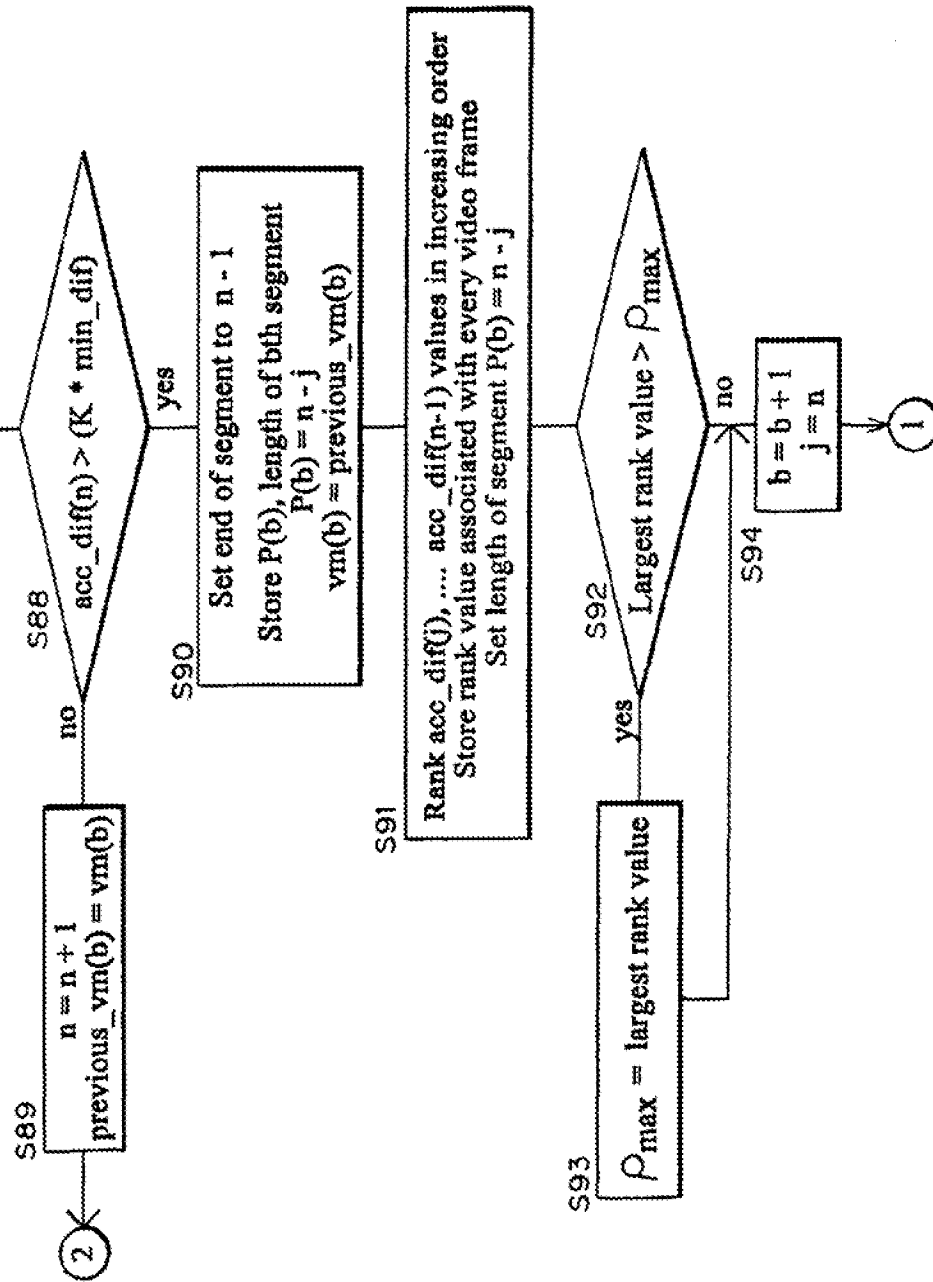 S88
acc_dif(n) > (K * min_dif)
no
yes
S89
n = n + 1
previous_vm(b) = vm(b)
2
S90
Set end of segment to n - 1
Store P(b), length of bth segment
P(b) = n - j
vm(b) = previous_vm(b)
S91
Rank acc_dif(j), .... acc_dif(n-1) values in increasing order
Store rank value associated with every video frame
Set length of segment P(b) = n - j
S92
Largest rank value > ρmax
yes
no
S93
ρmax = largest rank value
S94
b = b + 1
j = n
1